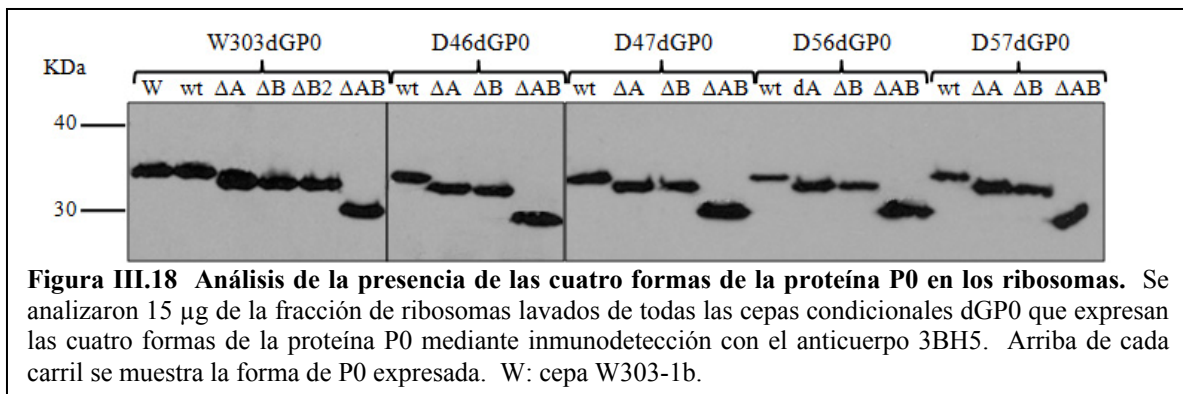 W303dGP0 D46dGP0 D47dGP0 D56dGP0 D57dGP0
KDa
W wt ΔA ΔB ΔB2 ΔAB wt ΔA ΔB ΔAB wt ΔA ΔB ΔAB wt dA ΔB ΔAB wt ΔA ΔB ΔAB
40
30
Figura III.18 Análisis de la presencia de las cuatro formas de la proteína P0 en los ribosomas. Se
analizaron 15 µg de la fracción de ribosomas lavados de todas las cepas condicionales dGP0 que expresan
las cuatro formas de la proteína P0 mediante inmunodetección con el anticuerpo 3BH5. Arriba de cada
carril se muestra la forma de P0 expresada. W: cepa W303-1b.